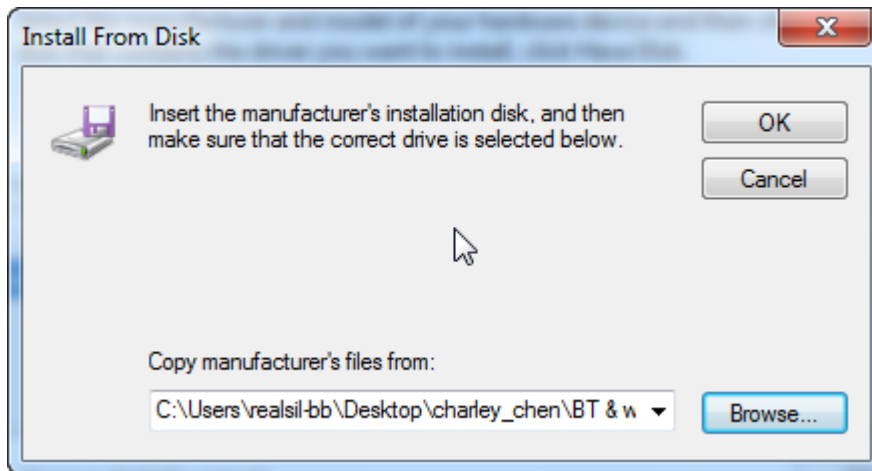 Install From Disk
Insert the manufacturer's installation disk, and then
make sure that the correct drive is selected below.
OK
Cancel
Copy manufacturer's files from:
C:\Users\realsil-bb\Desktop\charley_chen\BT & w
Browse...